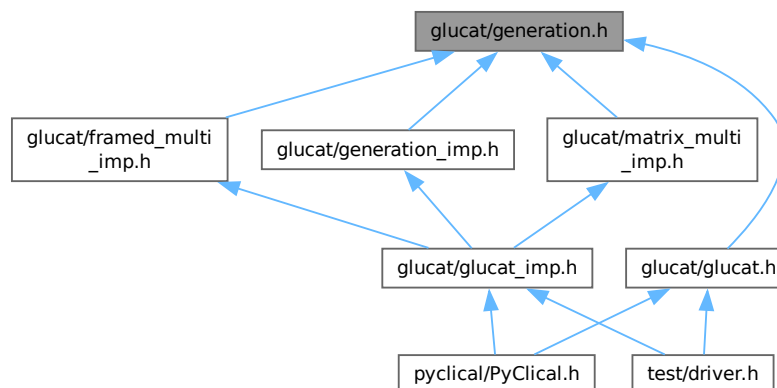 glucat/generation.h
glucat/framed_multi
_imp.h
glucat/generation_imp.h
glucat/matrix_multi
_imp.h
glucat/glucat_imp.h
glucat/glucat.h
pyclical/PyClical.h
test/driver.h